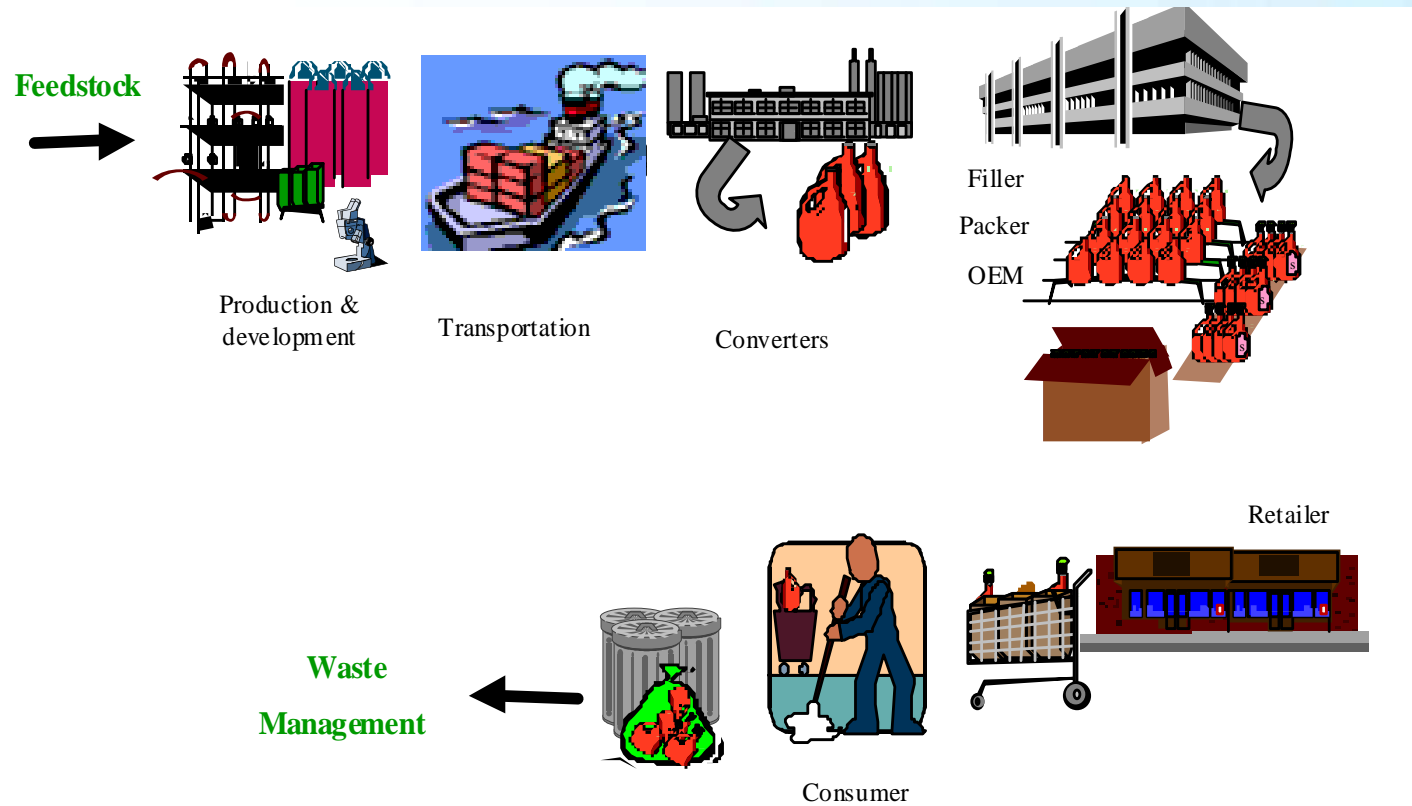 Feedstock
Production &
development
Transportation
Converters
Filler
Packer
OEM
S
S
S
Retailer
Consumer
Waste
Management